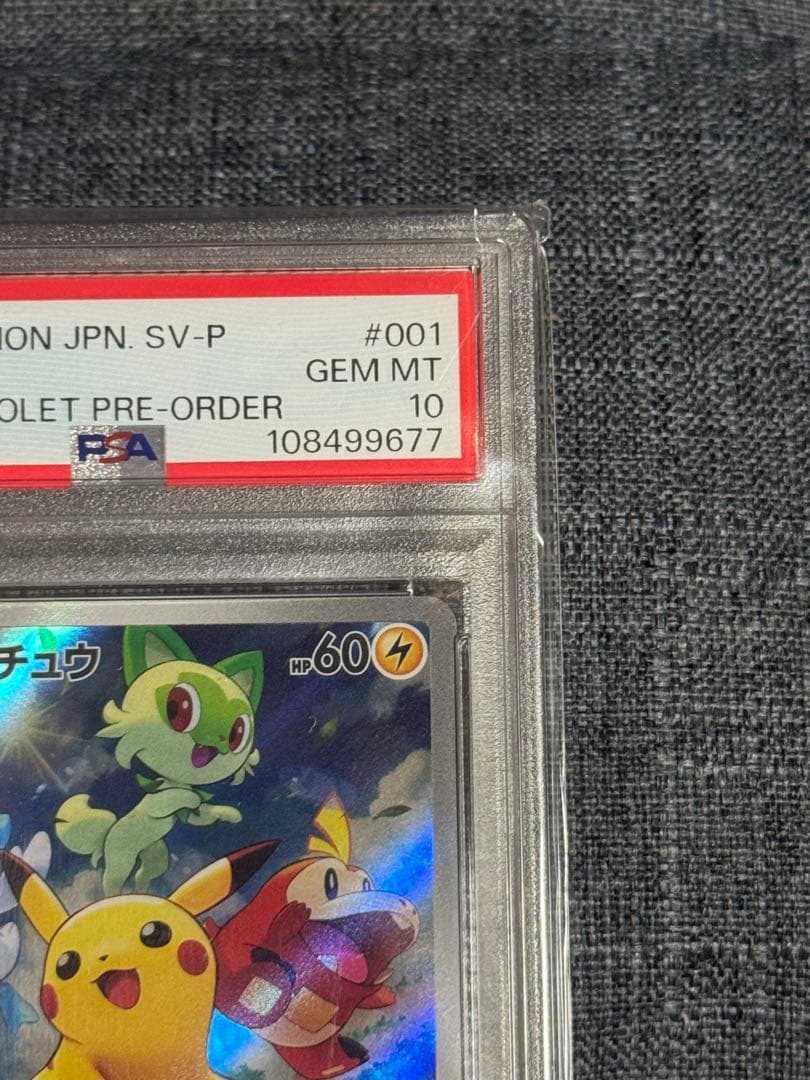 ION JPN. SV-P #001
GEM MT
OLET PRE-ORDER 10
PSA 108499677
チュウ HP60